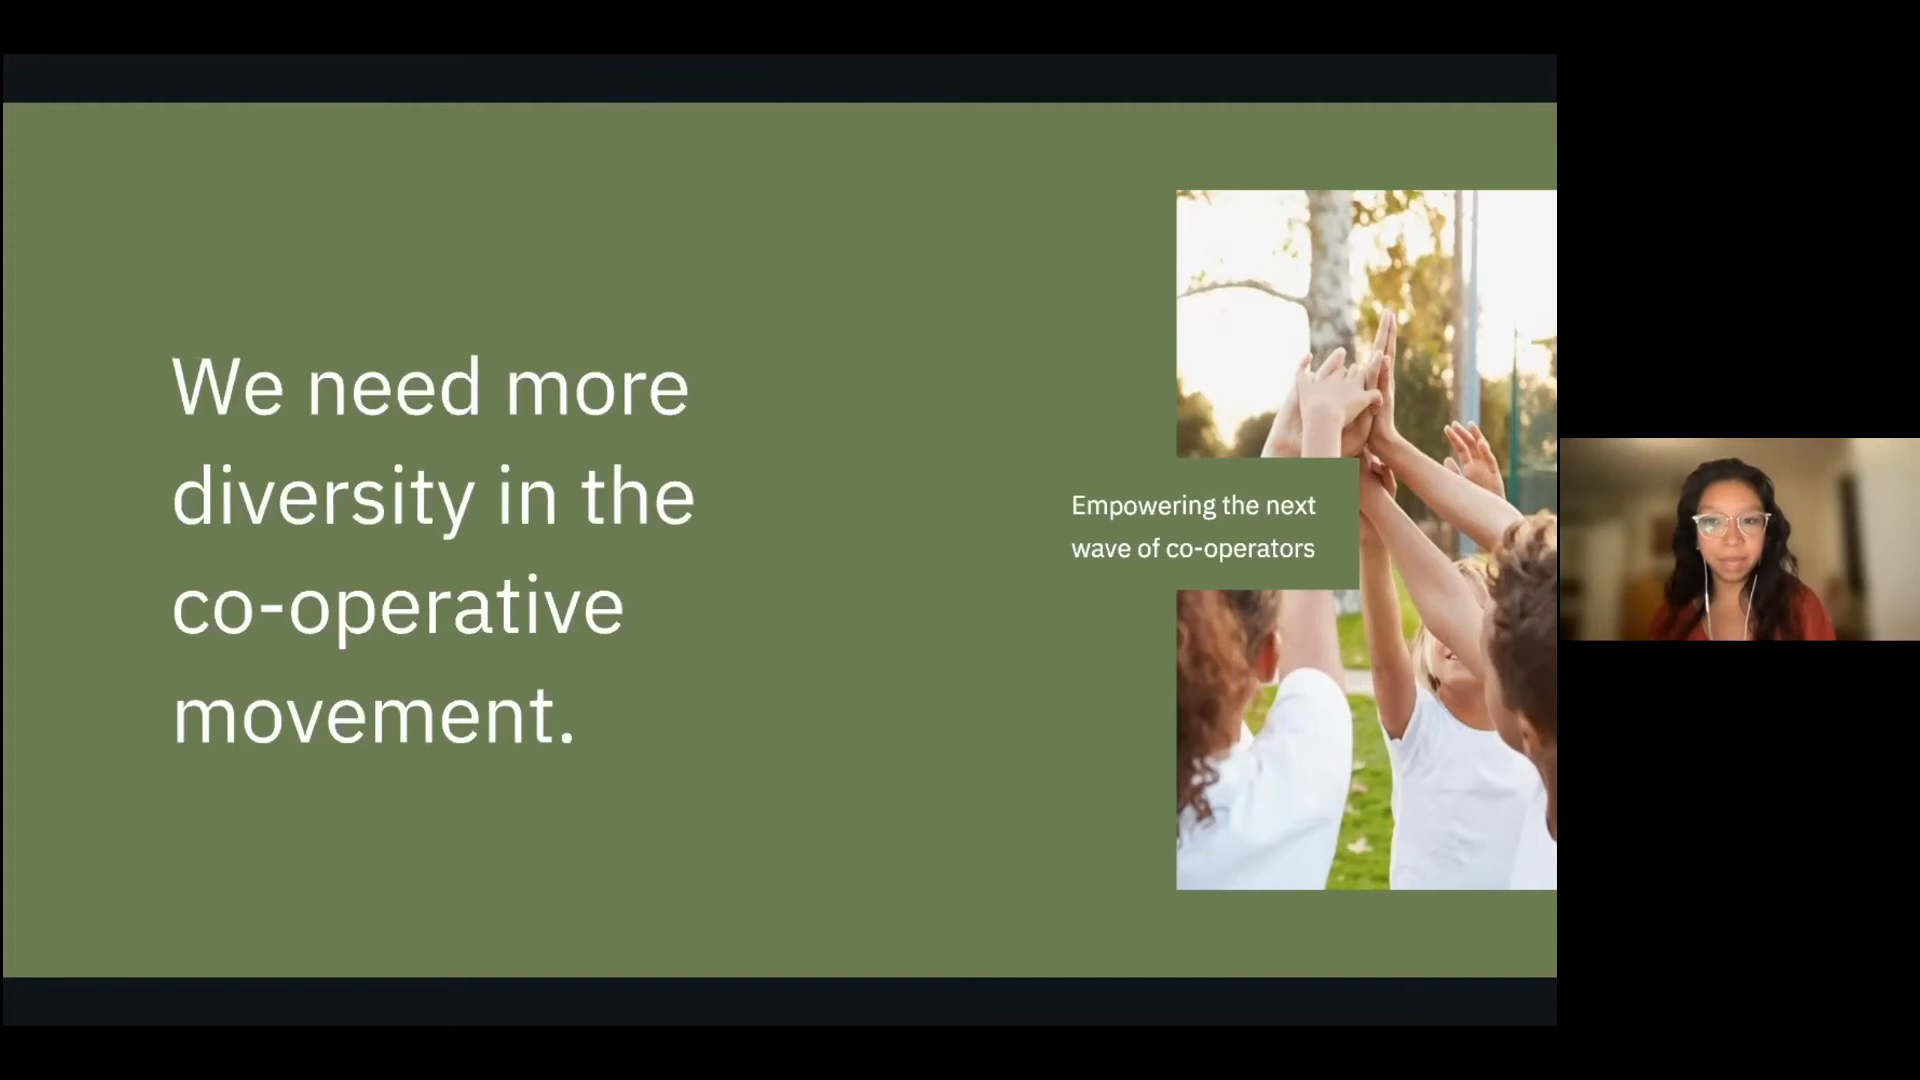 We need more
diversity in the
co-operative
movement.
Empowering the next
wave of co-operators